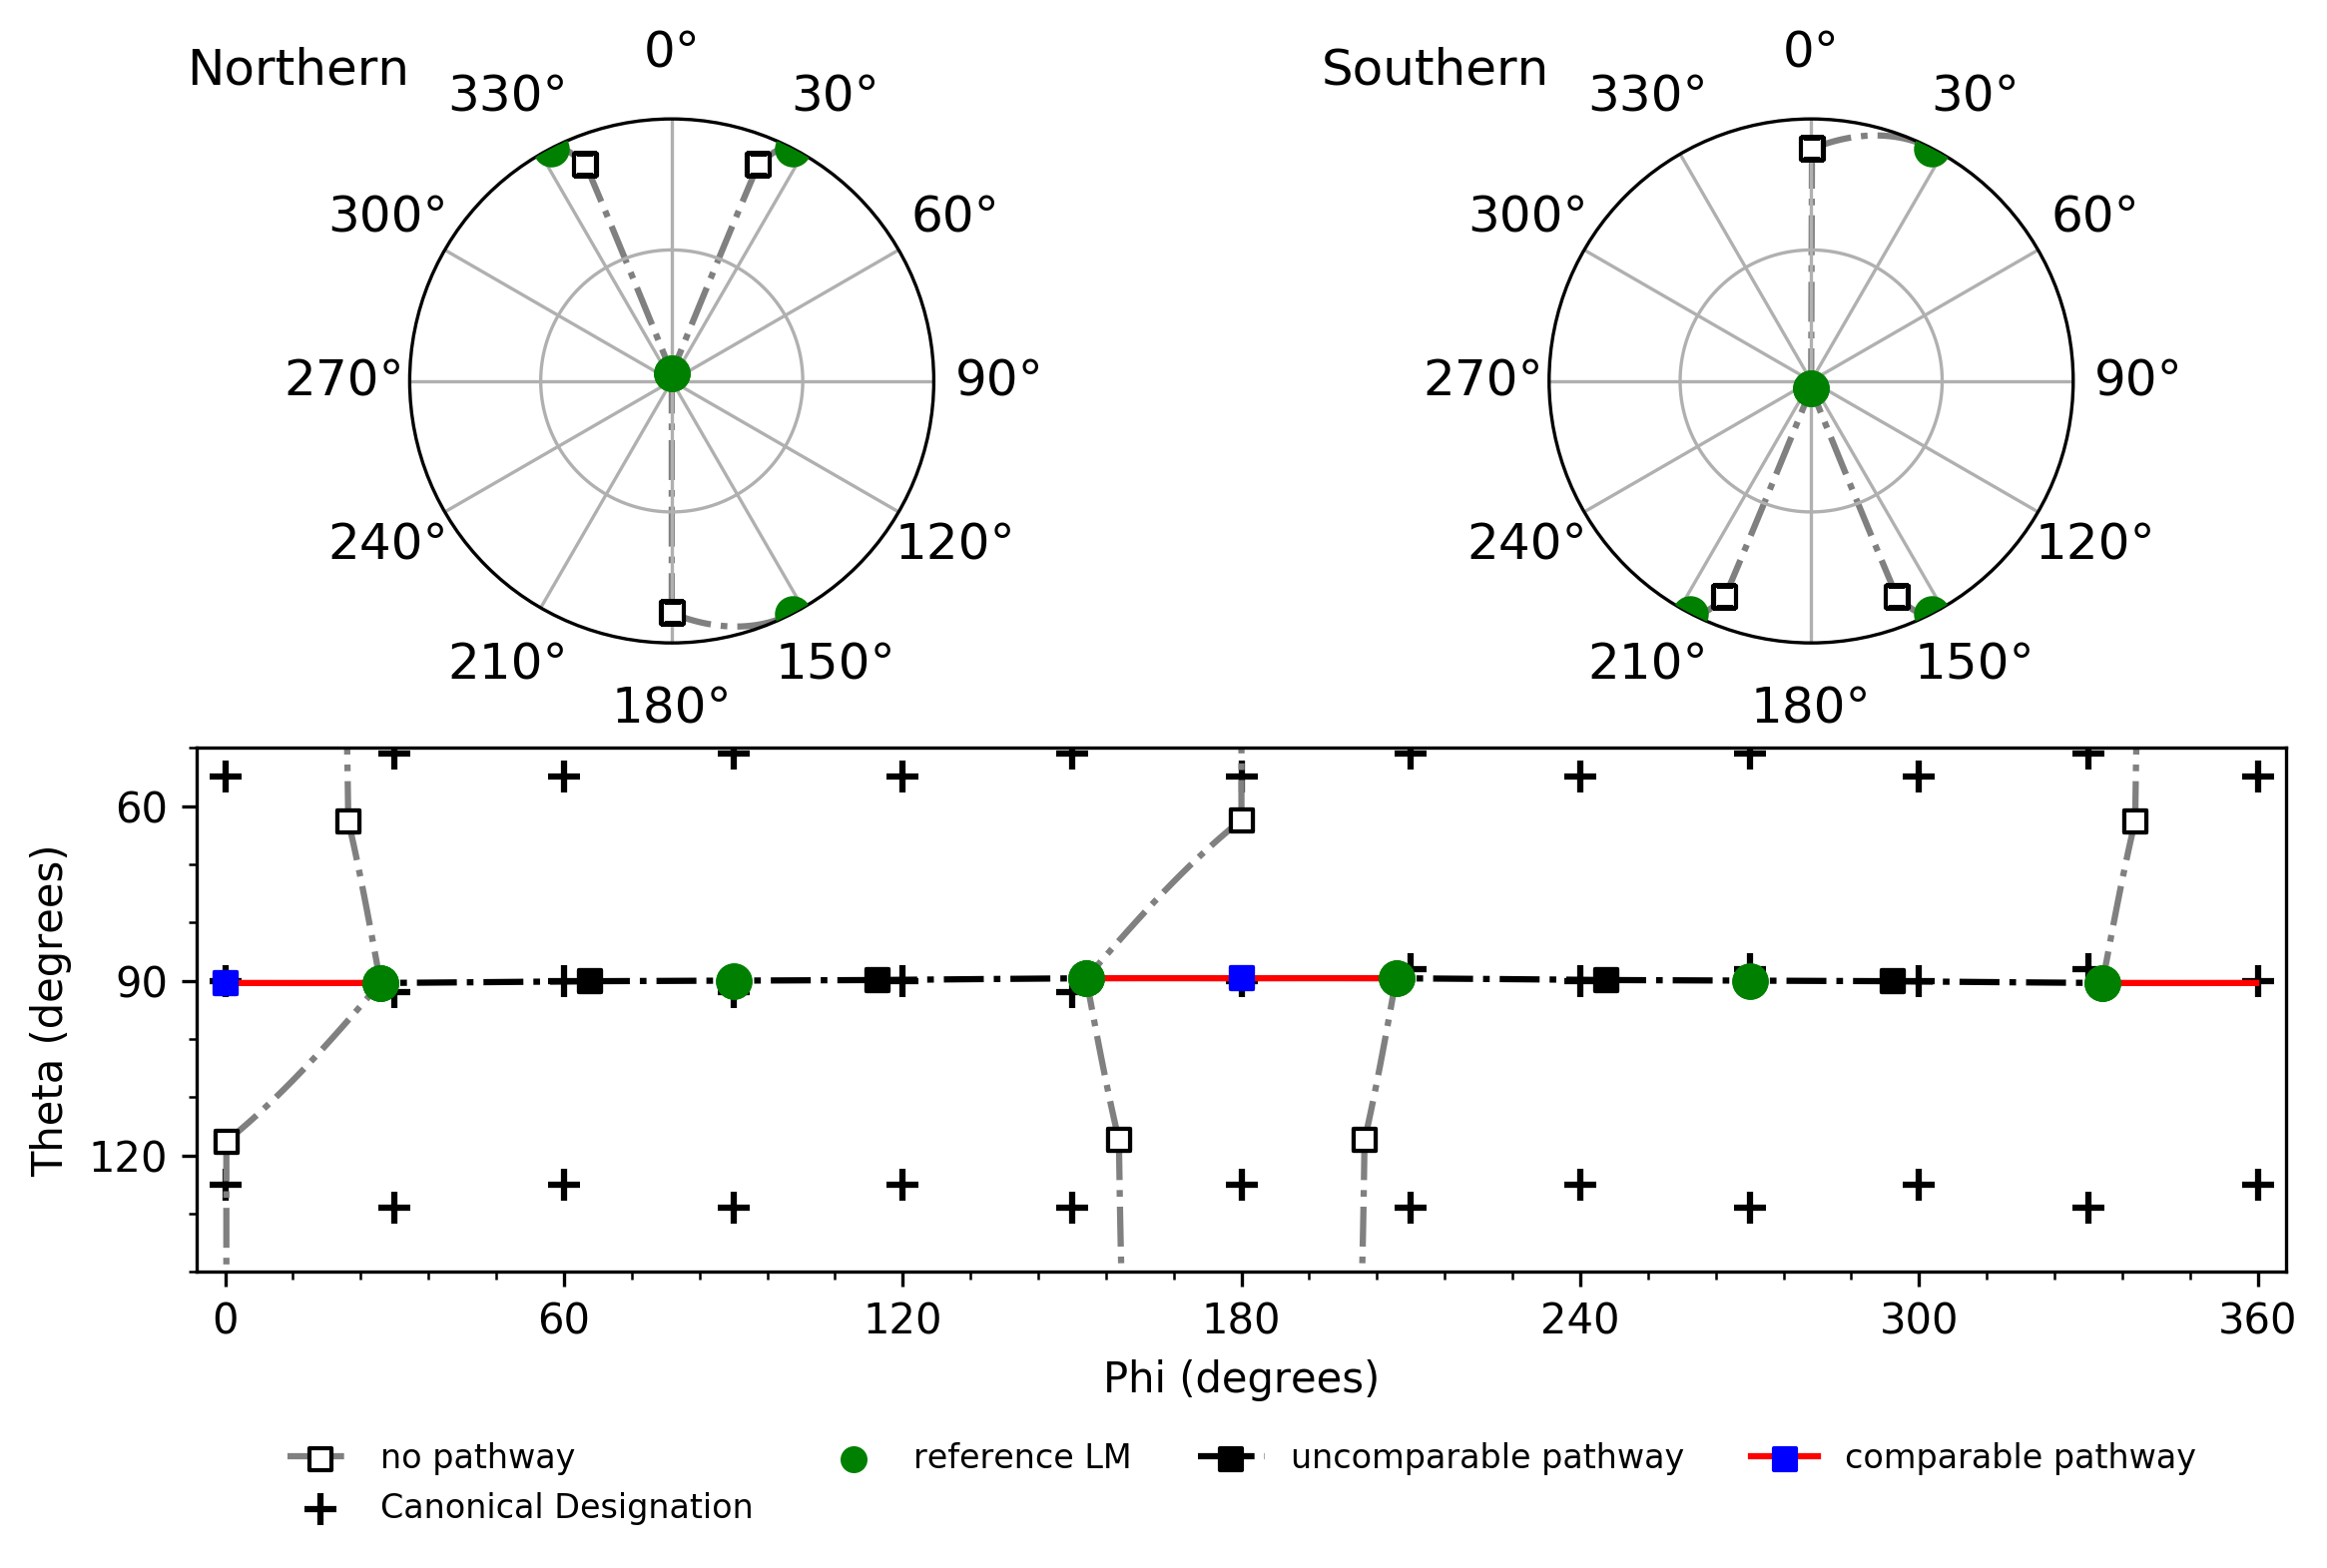 Northern
0°
330°
30°
300°
60°
270°
90°
240°
120°
210°
150°
180°
Southern
0°
330°
30°
300°
60°
270°
90°
240°
120°
210°
150°
180°
Theta (degrees)
60
90
120
0 60 120 180 240 300 360
Phi (degrees)
no pathway
reference LM
uncomparable pathway
comparable pathway
Canonical Designation